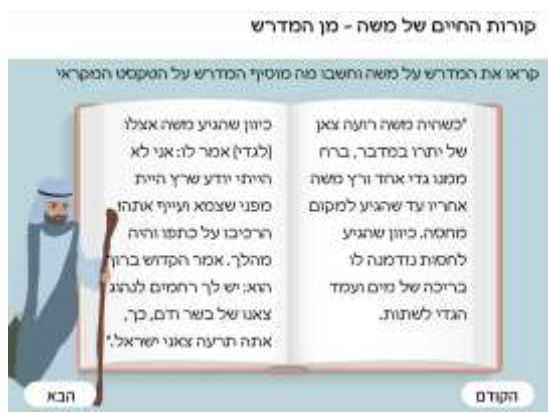 קורות החיים של משה - מן המדרש
קראו את המדרש על משה וחשבו מה מוסיף המדרש על הטקסט המקראי
"כשהיה משה רועה צאן
של יתרו במדבר, ברח
ממנו גדי אחד ורץ משה
אחריו עד שהגיע למקום
מחסה. כיוון שהגיע
לחסות נזדמנה לו
בריכה של מים ועמד
הגדי לשתות.
כיוון שהגיע משה אצלו
(לגדי) אמר לו: אני לא
הייתי יודע שרץ היית
מפני שצמא ועייף אתה!
הרכיבו על כתפו והיה
מהלך. אמר הקדוש ברוך
הוא: יש לך רחמים לנהוג
צאנו של בשר ודם, כך,
אתה תרעה צאני ישראל."
הקודם
הבא